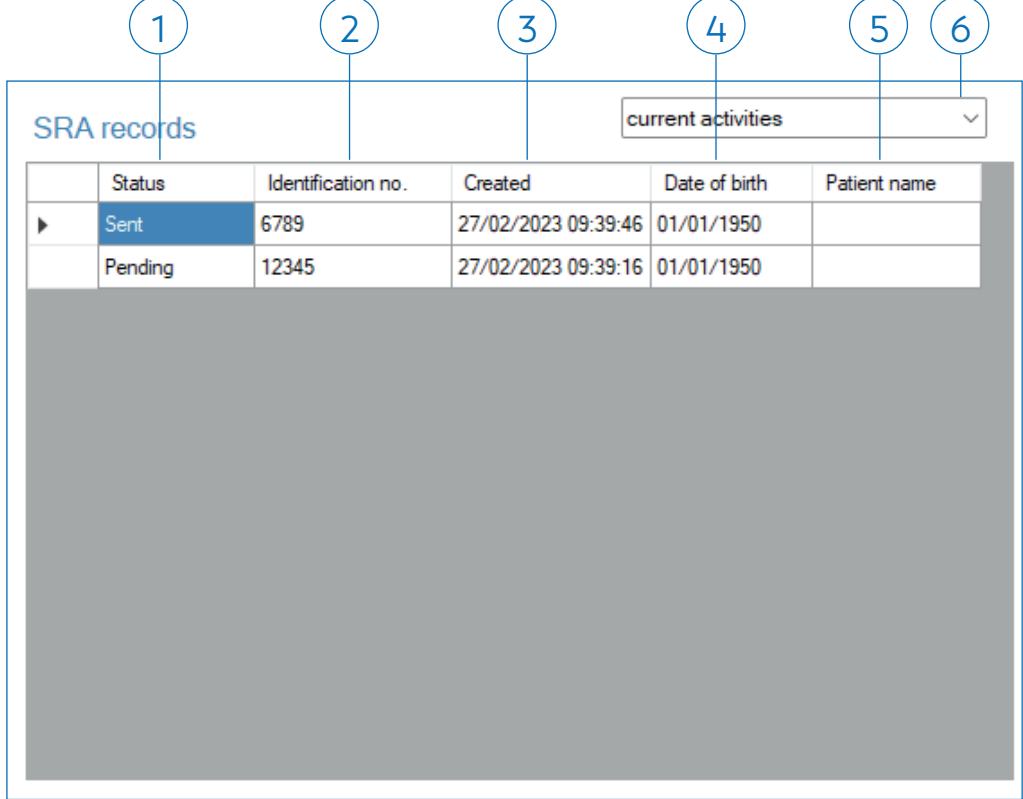 1 2 3 4 5 6
SRA records current activities
Status Identification no. Created Date of birth Patient name
Sent 6789 27/02/2023 09:39:46 01/01/1950
Pending 12345 27/02/2023 09:39:16 01/01/1950